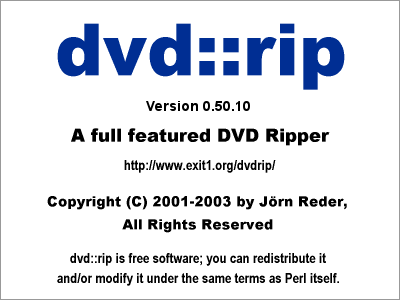 dvd::rip
Version 0.50.10
A full featured DVD Ripper
http://www.exit1.org/dvdrip/
Copyright (C) 2001-2003 by Jörn Reder,
All Rights Reserved
dvd::rip is free software; you can redistribute it
and/or modify it under the same terms as Perl itself.